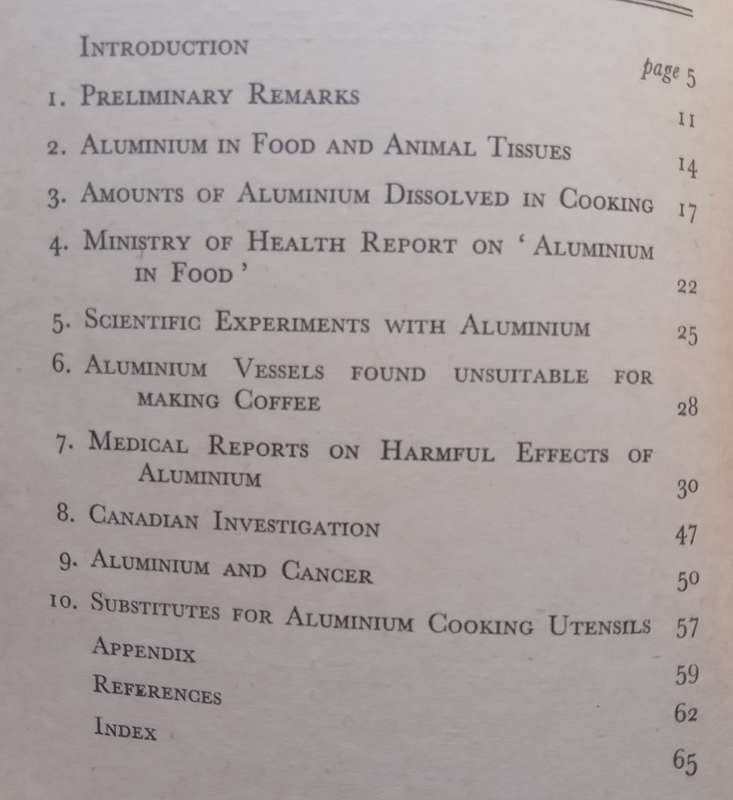 INTRODUCTION page 5
1. PRELIMINARY REMARKS 11
2. ALUMINIUM IN FOOD AND ANIMAL TISSUES 14
3. AMOUNTS OF ALUMINIUM DISSOLVED IN COOKING 17
4. MINISTRY OF HEALTH REPORT ON ‘ ALUMINIUM
IN FOOD ’ 22
5. SCIENTIFIC EXPERIMENTS WITH ALUMINIUM 25
6. ALUMINIUM VESSELS FOUND UNSUITABLE FOR
MAKING COFFEE 28
7. MEDICAL REPORTS ON HARMFUL EFFECTS OF
ALUMINIUM 30
8. CANADIAN INVESTIGATION 47
9. ALUMINIUM AND CANCER 50
10. SUBSTITUTES FOR ALUMINIUM COOKING UTENSILS 57
APPENDIX 59
REFERENCES 62
INDEX 65